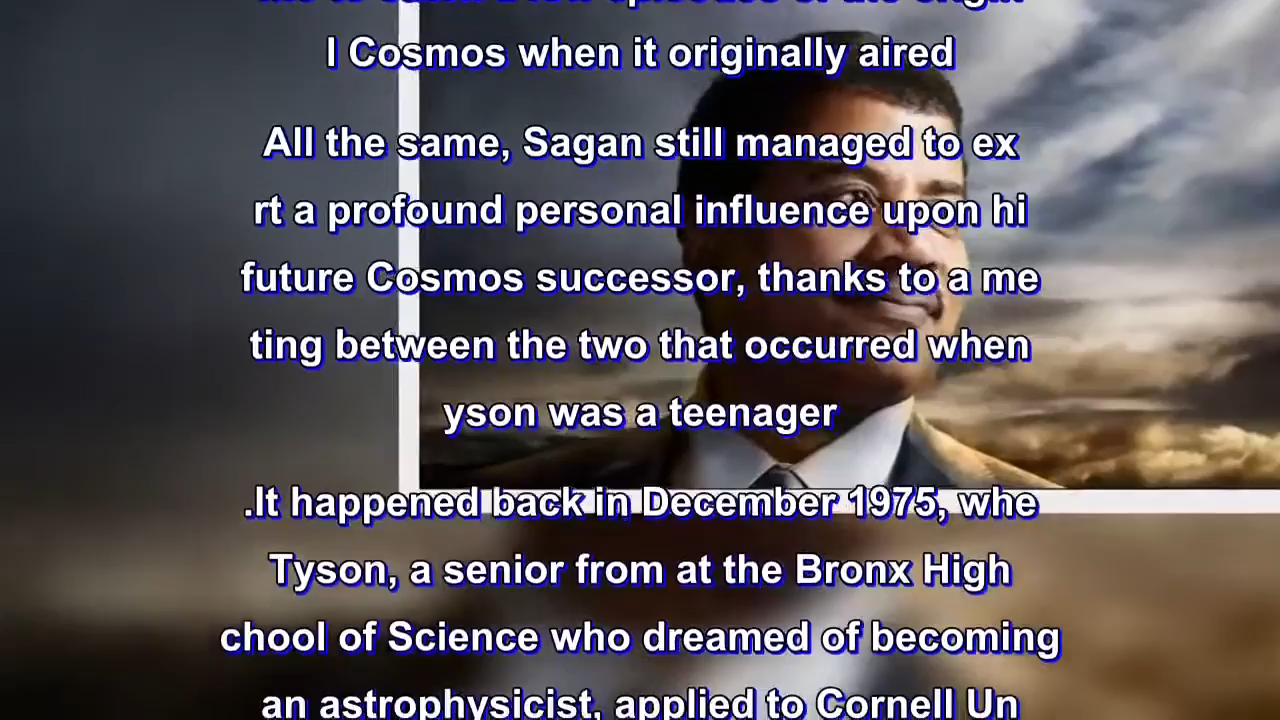 l Cosmos when it originally aired
All the same, Sagan still managed to ex
rt a profound personal influence upon hi
future Cosmos successor, thanks to a me
ting between the two that occurred when
yson was a teenager
.It happened back in December 1975, whe
Tyson, a senior from at the Bronx High
chool of Science who dreamed of becoming
an astrophysicist, applied to Cornell Un